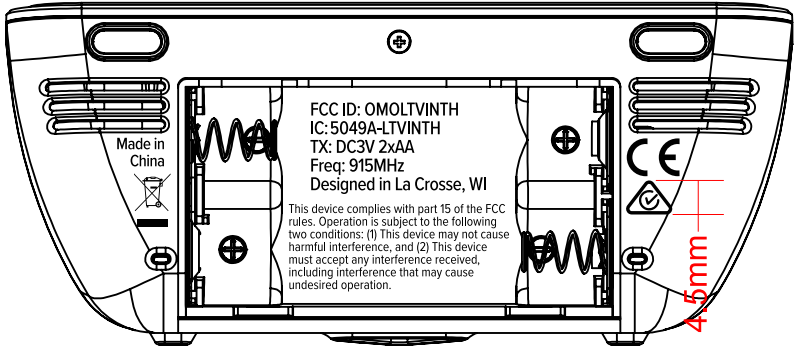 FCC ID: OMOLTVINTH
IC: 5049A-LTVINTH
TX: DC3V 2xAA
Freq: 915MHz
Designed in La Crosse, WI
This device complies with part 15 of the FCC
rules. Operation is subject to the following
two conditions: (1) This device may not cause
harmful interference, and (2) This device
must accept any interference received,
including interference that may cause
undesired operation.
Made in
China
CE
4.5mm